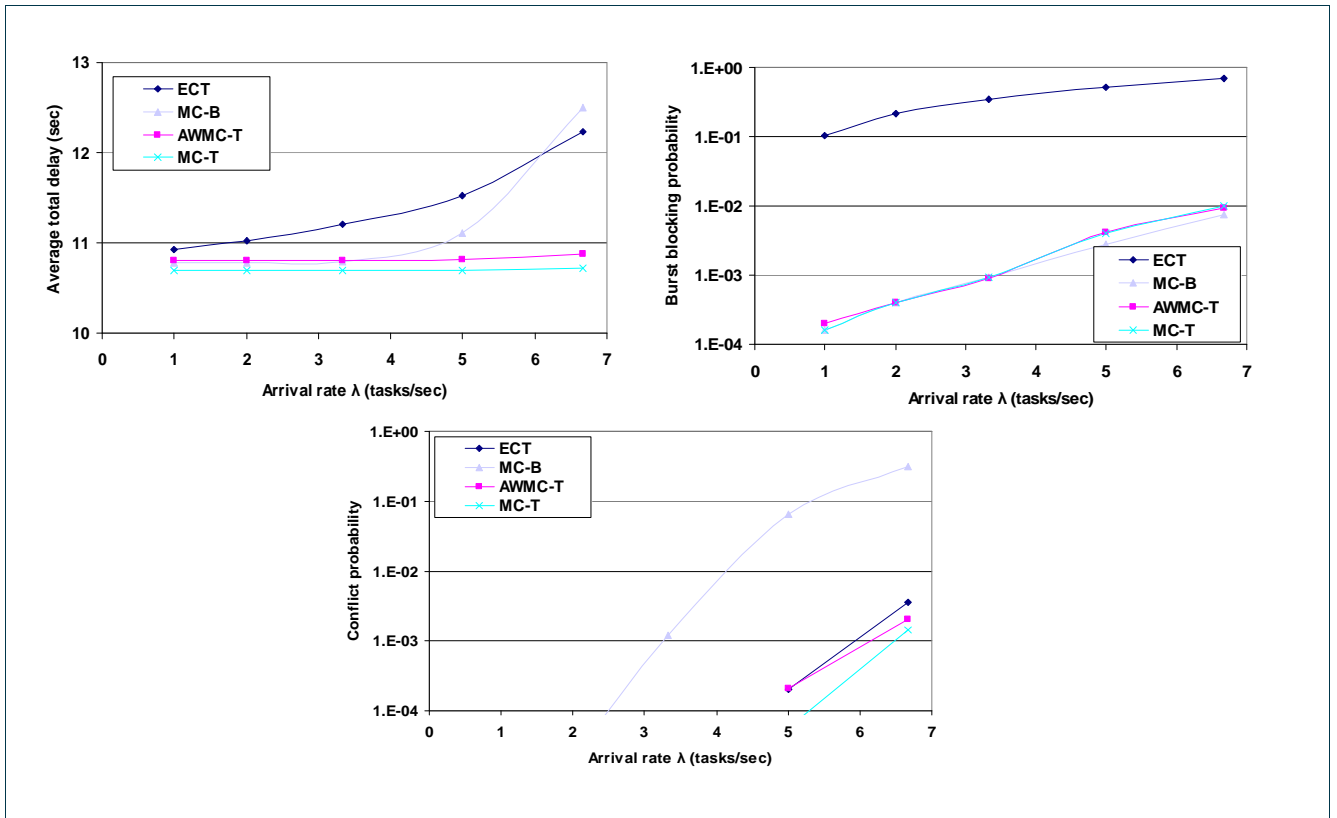 13
12
11
10
0 1 2 3 4 5 6 7
Average total delay (sec)
Arrival rate λ (tasks/sec)
ECT
MC-B
AWMC-T
MC-T
1.E+00
1.E-01
1.E-02
1.E-03
1.E-04
0 1 2 3 4 5 6 7
Burst blocking probability
Arrival rate λ (tasks/sec)
ECT
MC-B
AWMC-T
MC-T
1.E+00
1.E-01
1.E-02
1.E-03
1.E-04
0 1 2 3 4 5 6 7
Conflict probability
Arrival rate λ (tasks/sec)
ECT
MC-B
AWMC-T
MC-T